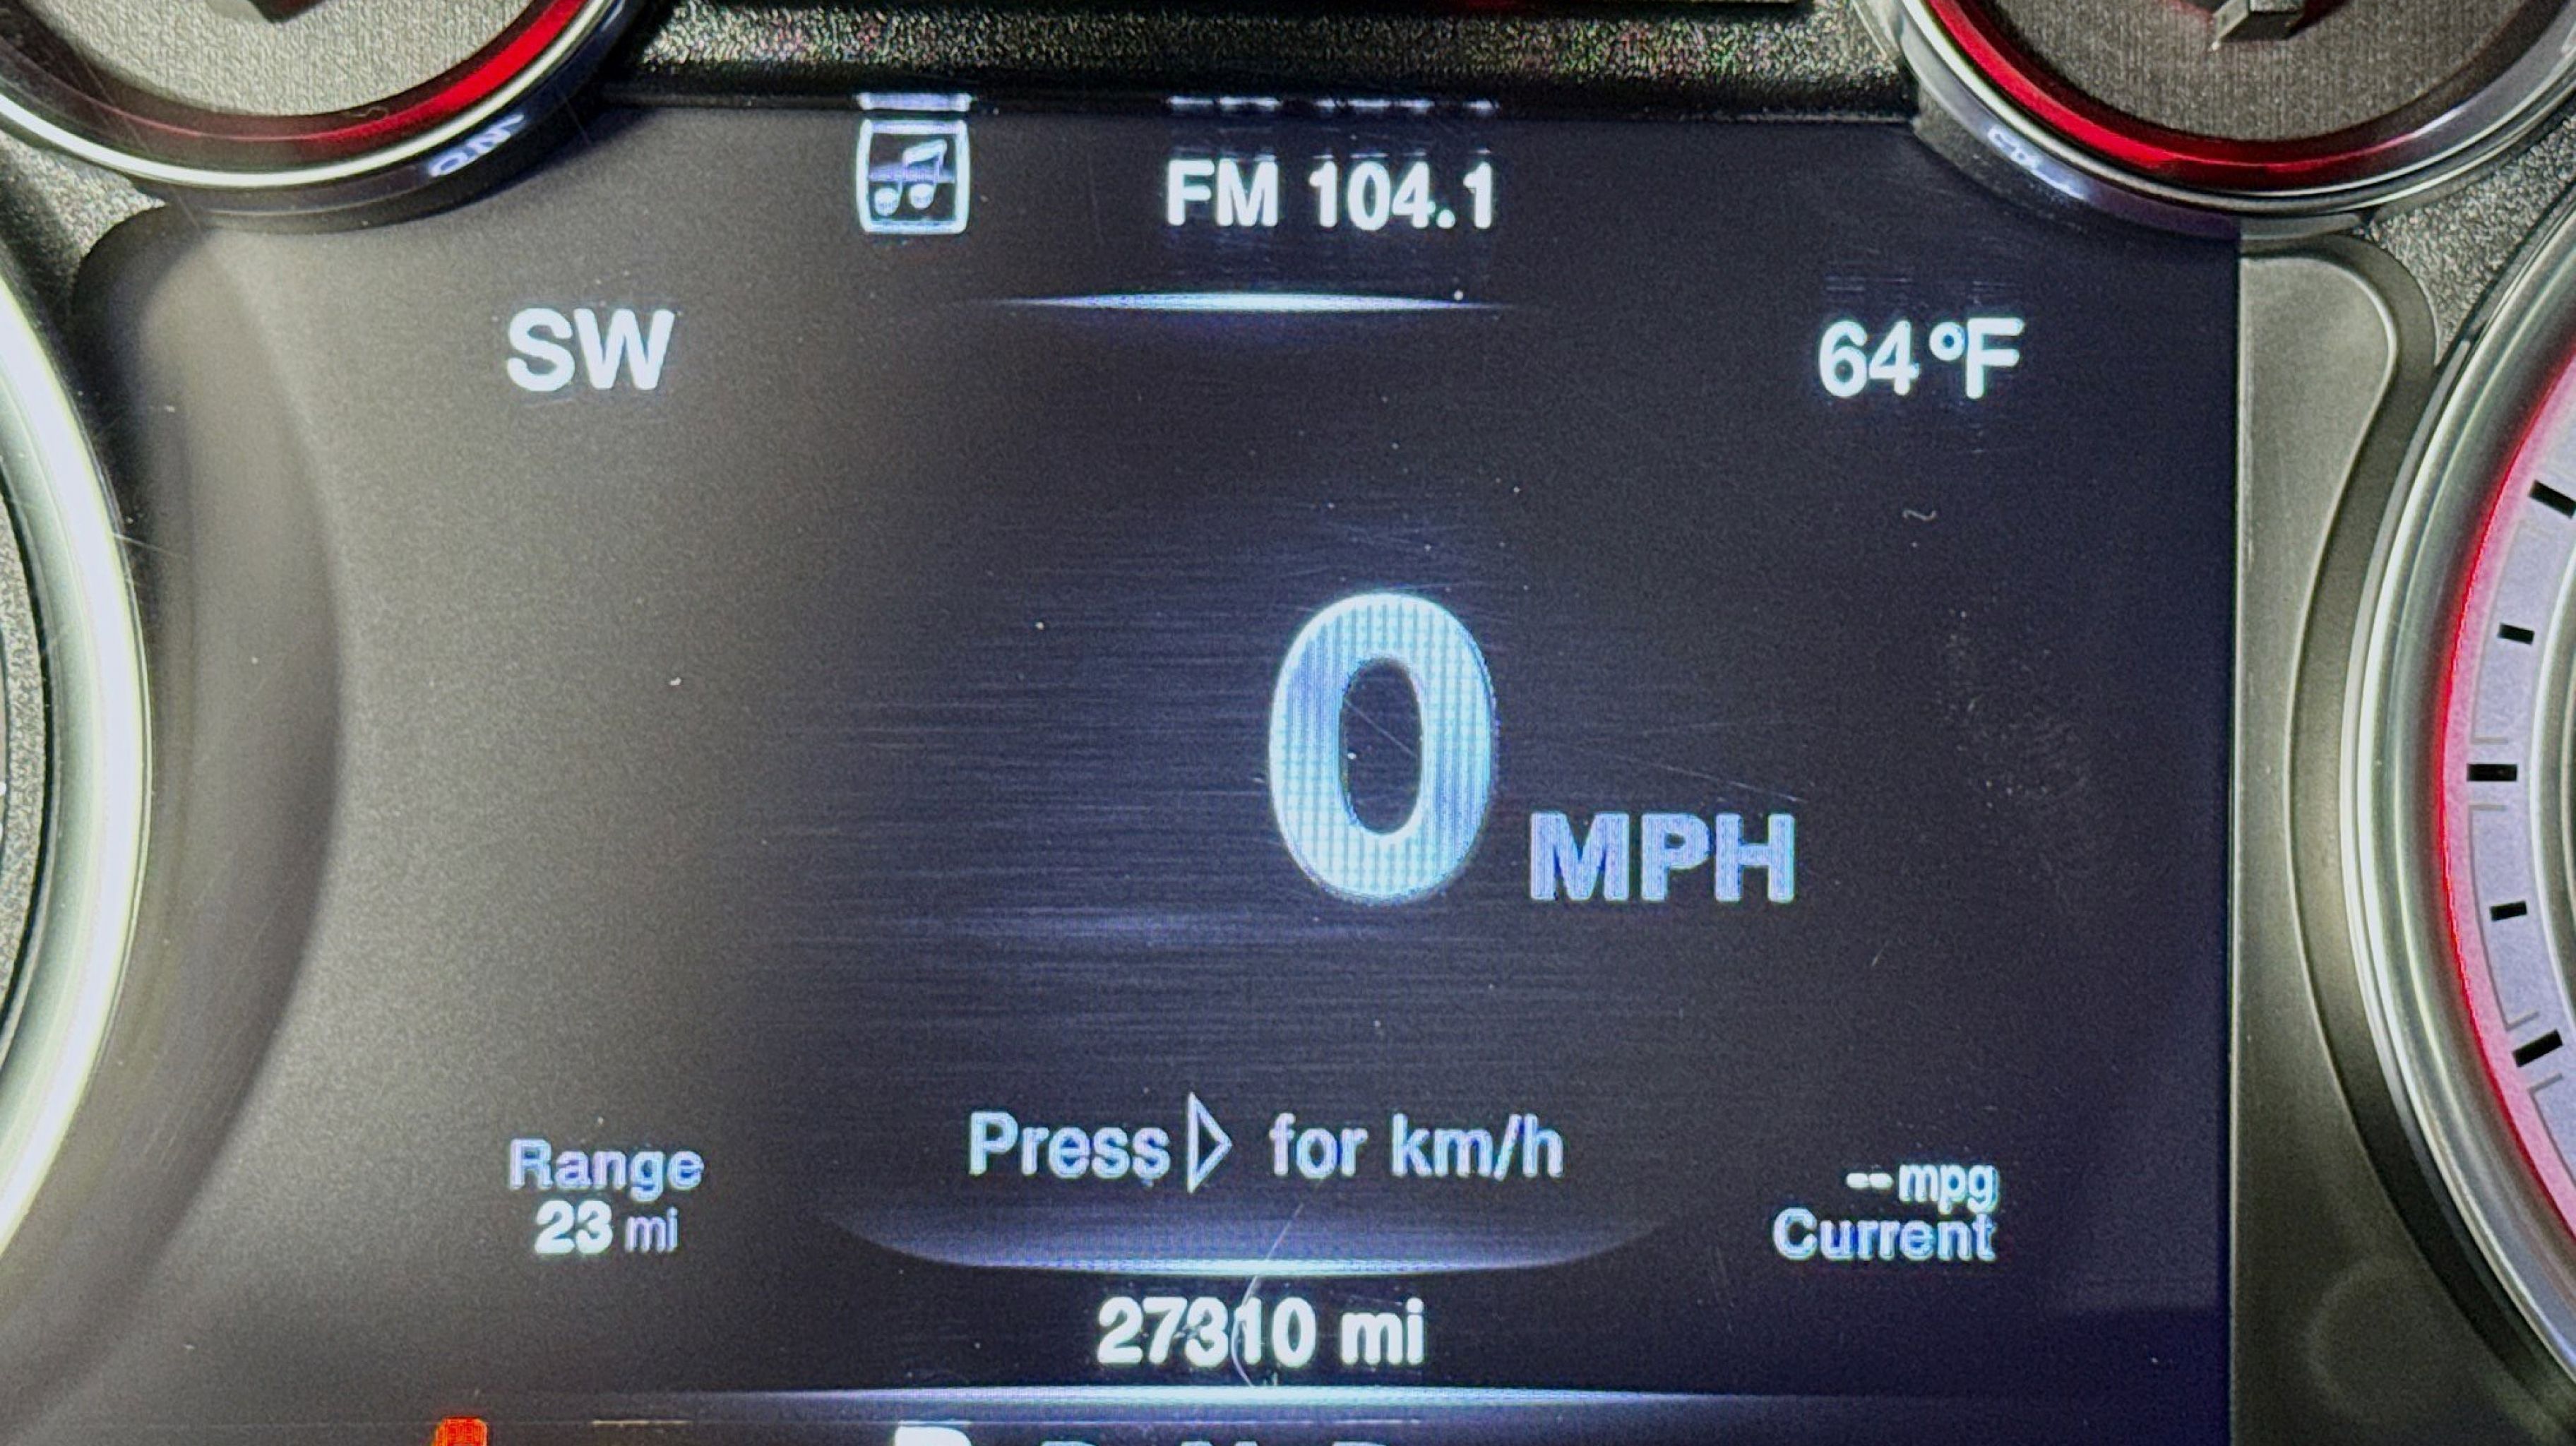 FM 104.1
SW
64°F
0 MPH
Press ▷ for km/h
Range
23 mi
--mpg
Current
27310 mi